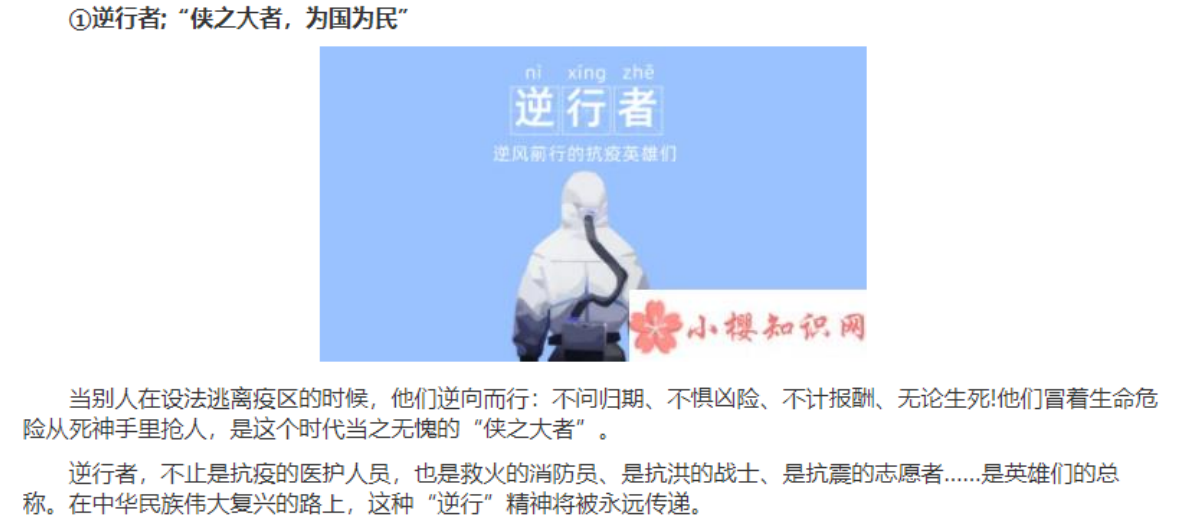 ①逆行者;“侠之大者，为国为民”
nì xíng zhě
逆行者
逆风前行的抗疫英雄们
小樱知识网
当别人在设法逃离疫区的时候，他们逆向而行：不问归期、不惧凶险、不计报酬、无论生死!他们冒着生命危
险从死神手里抢人，是这个时代当之无愧的“侠之大者”。
逆行者，不止是抗疫的医护人员，也是救火的消防员、是抗洪的战士、是抗震的志愿者......是英雄们的总
称。在中华民族伟大复兴的路上，这种“逆行”精神将被永远传递。